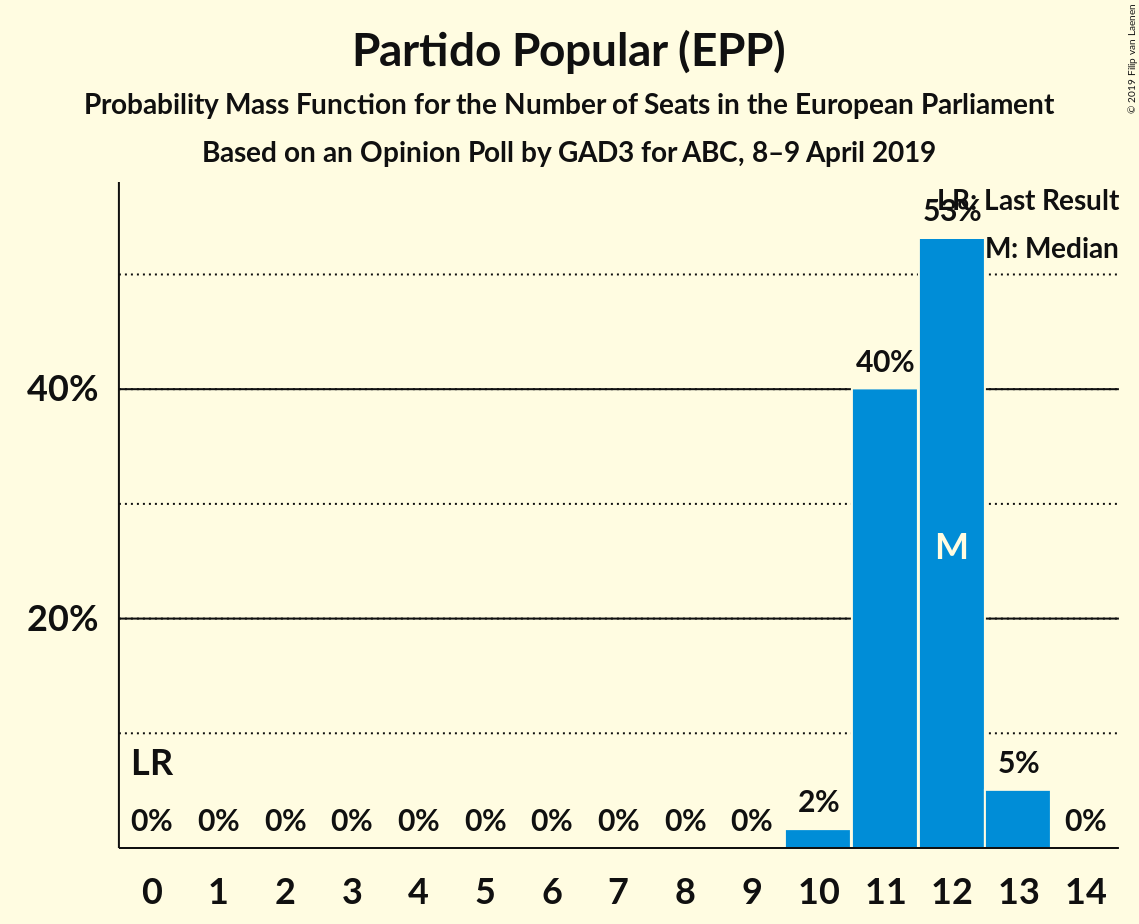 Partido Popular (EPP)
Probability Mass Function for the Number of Seats in the European Parliament
Based on an Opinion Poll by GAD3 for ABC, 8–9 April 2019
© 2019 Filip van Laenen
LR: Last Result
M: Median
53%
40%
40%
M
20%
LR
5%
2%
0% 0% 0% 0% 0% 0% 0% 0% 0% 0% 0%
0 1 2 3 4 5 6 7 8 9 10 11 12 13 14